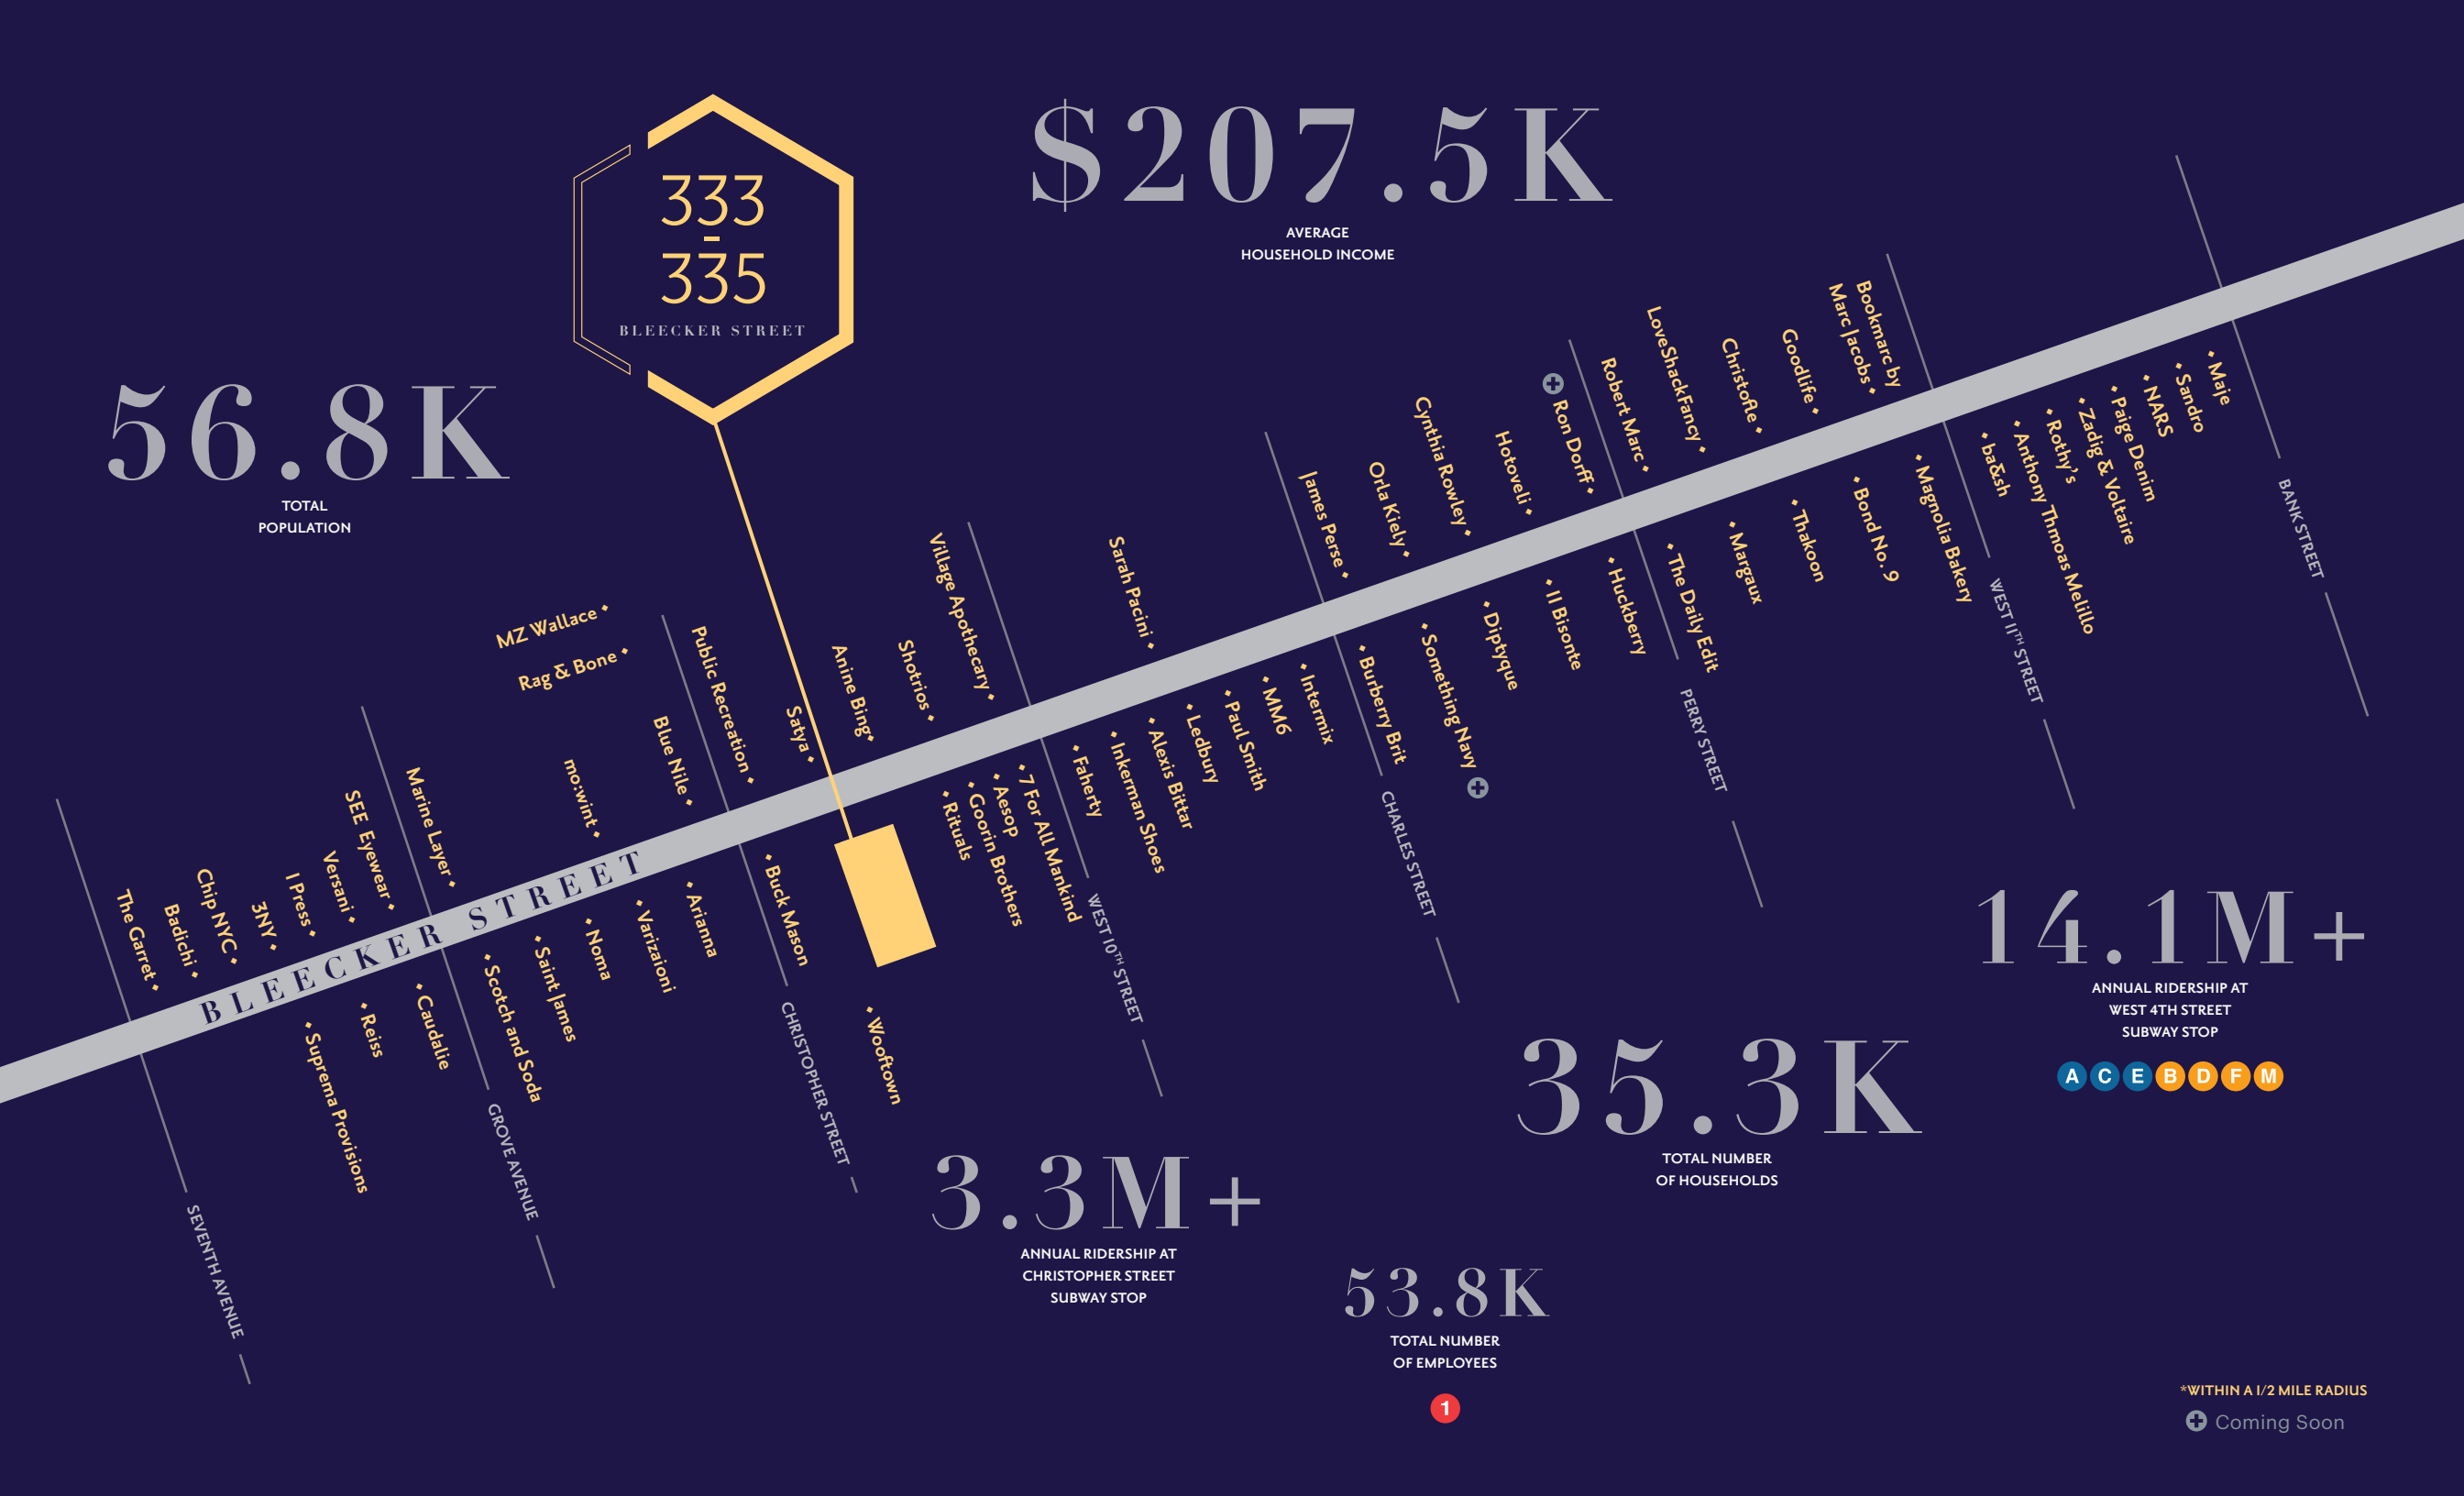 333
-
335
BLEECKER STREET
$207.5K
AVERAGE
HOUSEHOLD INCOME
56.8K
TOTAL
POPULATION
MZ Wallace
Rag & Bone
The Garret
Badichi
Chip NYC
3NY
I Press
Versani
SEE Eyewear
Marine Layer
mo:wint
Blue Nile
Public Recreation
Satya
Anine Bing
Shotrios
Village Apothecary
Sarah Pacini
James Perse
Orla Kiely
Cynthia Rowley
Hotoveli
Ron Dorff
Robert Marc
LoveShackFancy
Christofle
Goodlife
Bookmarc by
Marc Jacobs
BLEECKER STREET
Suprema Provisions
Reiss
Caudalie
Scotch and Soda
Saint James
Noma
Varizaioni
Arianna
Buck Mason
Wooftown
Rituals
Goorin Brothers
Aesop
7 For All Mankind
Faherty
Inkerman Shoes
Alexis Bittar
Ledbury
Paul Smith
MM6
Intermix
Burberry Brit
Something Navy
Diptyque
II Bisonte
Huckberry
The Daily Edit
Margaux
Thakoon
Bond No. 9
Magnolia Bakery
ba&sh
Anthony Thmoas Melillo
Rothy's
Zadig & Voltaire
Paige Denim
NARS
Sandro
Maje
SEVENTH AVENUE
GROVE AVENUE
CHRISTOPHER STREET
WEST 10TH STREET
CHARLES STREET
PERRY STREET
WEST 11TH STREET
BANK STREET
14.1M+
ANNUAL RIDERSHIP AT
WEST 4TH STREET
SUBWAY STOP
A C E B D F M
35.3K
TOTAL NUMBER
OF HOUSEHOLDS
3.3M+
ANNUAL RIDERSHIP AT
CHRISTOPHER STREET
SUBWAY STOP
53.8K
TOTAL NUMBER
OF EMPLOYEES
1
*WITHIN A 1/2 MILE RADIUS
Coming Soon